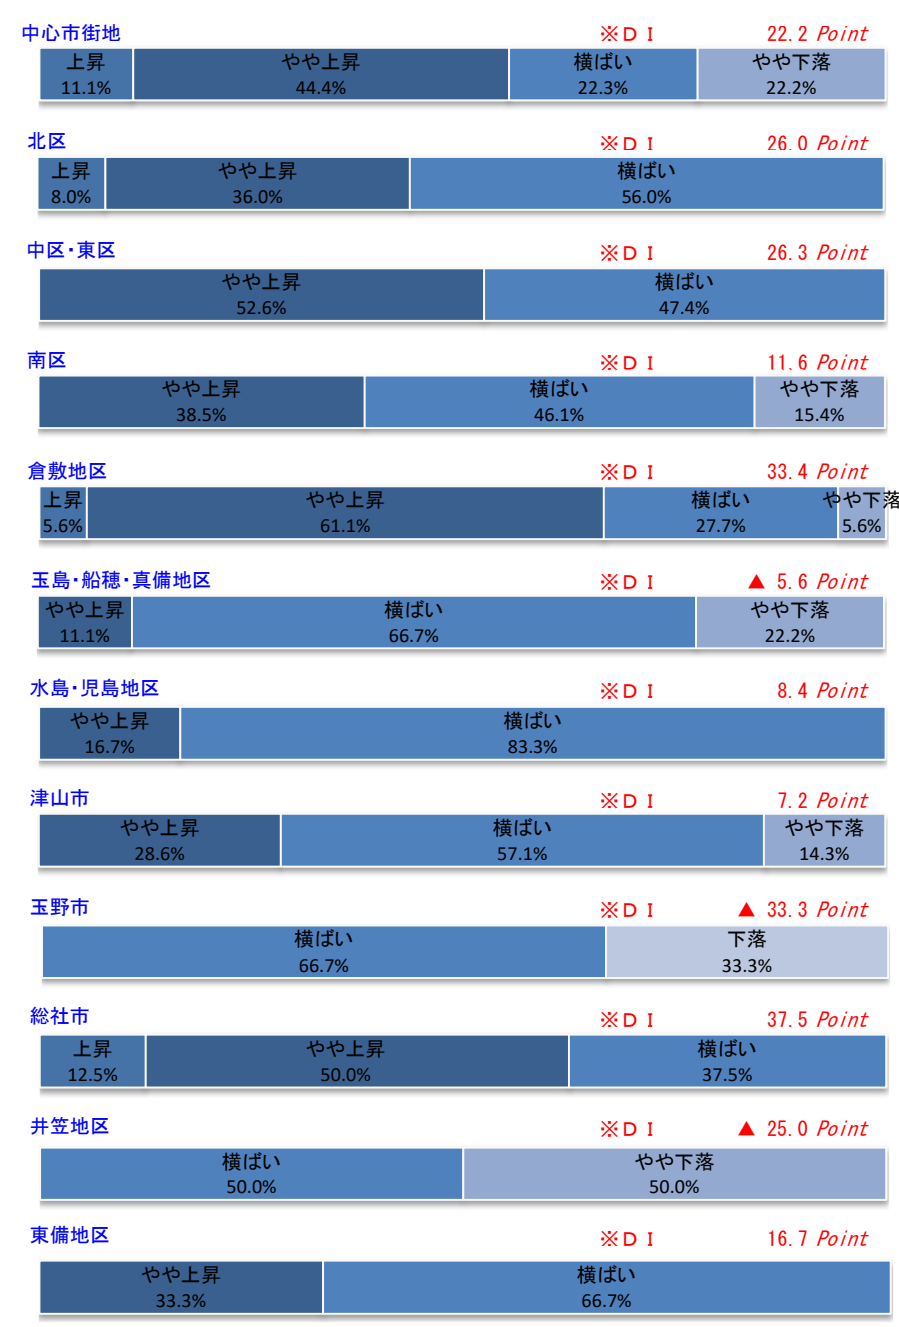 中心市街地 ※ＤＩ 22.2 Point
上昇 やや上昇 横ばい やや下落
11.1% 44.4% 22.3% 22.2%
北区 ※ＤＩ 26.0 Point
上昇 やや上昇 横ばい
8.0% 36.0% 56.0%
中区・東区 ※ＤＩ 26.3 Point
やや上昇 横ばい
52.6% 47.4%
南区 ※ＤＩ 11.6 Point
やや上昇 横ばい やや下落
38.5% 46.1% 15.4%
倉敷地区 ※ＤＩ 33.4 Point
上昇 やや上昇 横ばい やや下落
5.6% 61.1% 27.7% 5.6%
玉島・船穂・真備地区 ※ＤＩ ▲ 5.6 Point
やや上昇 横ばい やや下落
11.1% 66.7% 22.2%
水島・児島地区 ※ＤＩ 8.4 Point
やや上昇 横ばい
16.7% 83.3%
津山市 ※ＤＩ 7.2 Point
やや上昇 横ばい やや下落
28.6% 57.1% 14.3%
玉野市 ※ＤＩ ▲ 33.3 Point
横ばい 下落
66.7% 33.3%
総社市 ※ＤＩ 37.5 Point
上昇 やや上昇 横ばい
12.5% 50.0% 37.5%
井笠地区 ※ＤＩ ▲ 25.0 Point
横ばい やや下落
50.0% 50.0%
東備地区 ※ＤＩ 16.7 Point
やや上昇 横ばい
33.3% 66.7%